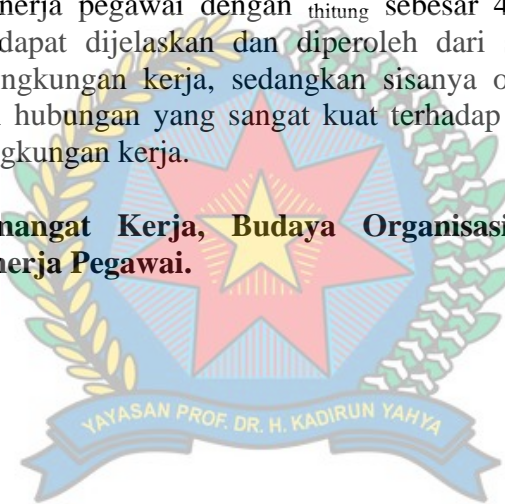 nerja pegawai dengan thitung sebesar 4
dapat dijelaskan dan diperoleh dari
ngkungan kerja, sedangkan sisanya o
hubungan yang sangat kuat terhadap
gkungan kerja.
nangat Kerja, Budaya Organisasi
nerja Pegawai.
YAYASAN PROF. DR. H. KADIRUN YAHYA